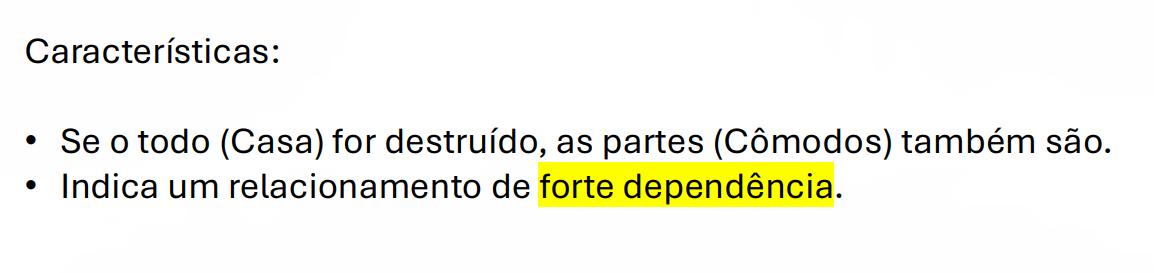 Características:
• Se o todo (Casa) for destruído, as partes (Cômodos) também são.
• Indica um relacionamento de forte dependência.